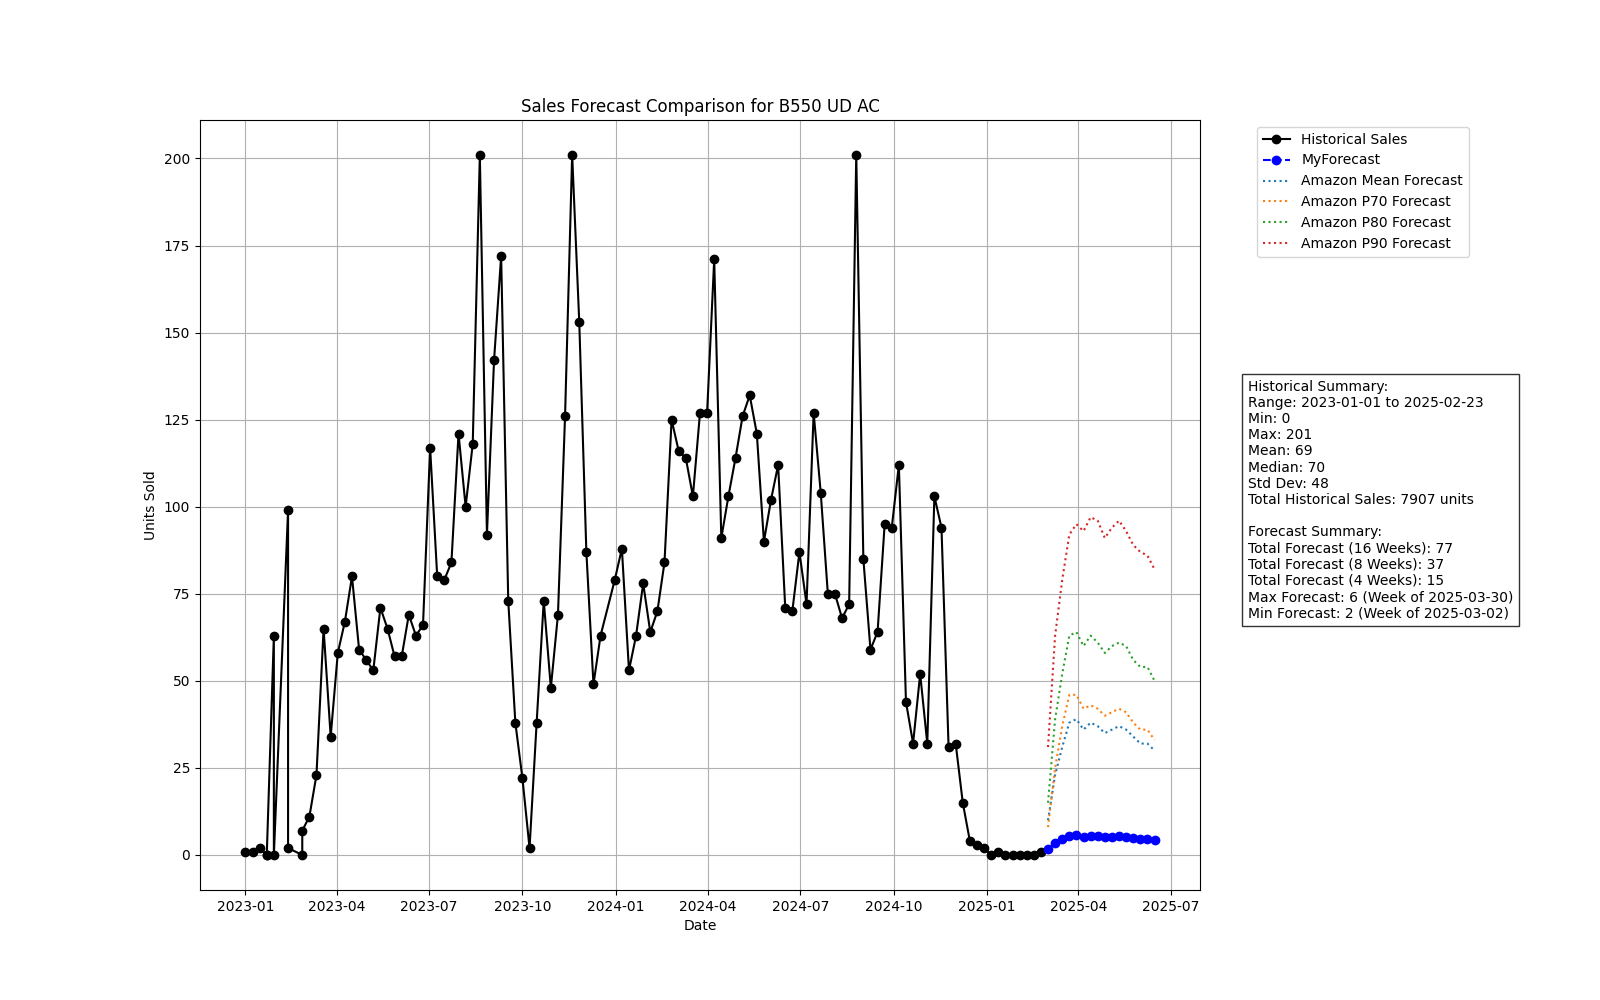 Sales Forecast Comparison for B550 UD AC
Units Sold
200
175
150
125
100
75
50
25
0
2023-01
2023-04
2023-07
2023-10
2024-01
2024-04
2024-07
2024-10
2025-01
2025-04
2025-07
Date
Historical Sales
MyForecast
Amazon Mean Forecast
Amazon P70 Forecast
Amazon P80 Forecast
Amazon P90 Forecast
Historical Summary:
Range: 2023-01-01 to 2025-02-23
Min: 0
Max: 201
Mean: 69
Median: 70
Std Dev: 48
Total Historical Sales: 7907 units
Forecast Summary:
Total Forecast (16 Weeks): 77
Total Forecast (8 Weeks): 37
Total Forecast (4 Weeks): 15
Max Forecast: 6 (Week of 2025-03-30)
Min Forecast: 2 (Week of 2025-03-02)